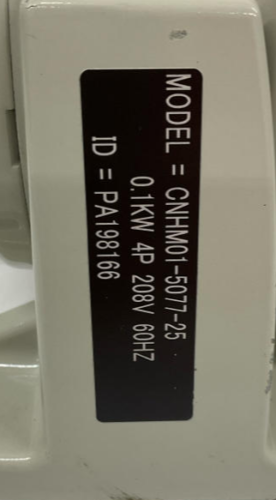 MODEL = CNHM01-5077-25
0.1KW 4P 208V 60HZ
ID = PA198166